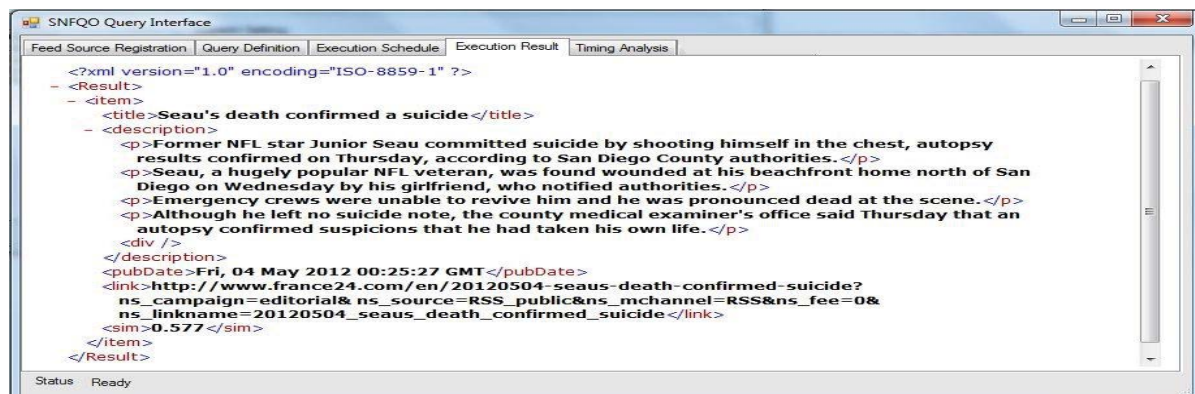 SNFQO Query Interface
Feed Source Registration Query Definition Execution Schedule Execution Result Timing Analysis
<?xml version="1.0" encoding="ISO-8859-1" ?>
- <Result>
- <item>
<title>Seau's death confirmed a suicide</title>
- <description>
<p>Former NFL star Junior Seau committed suicide by shooting himself in the chest, autopsy
results confirmed on Thursday, according to San Diego County authorities.</p>
<p>Seau, a hugely popular NFL veteran, was found wounded at his beachfront home north of San
Diego on Wednesday by his girlfriend, who notified authorities.</p>
<p>Emergency crews were unable to revive him and he was pronounced dead at the scene.</p>
<p>Although he left no suicide note, the county medical examiner's office said Thursday that an
autopsy confirmed suspicions that he had taken his own life.</p>
<div />
</description>
<pubDate>Fri, 04 May 2012 00:25:27 GMT</pubDate>
<link>http://www.france24.com/en/20120504-seaus-death-confirmed-suicide?
ns_campaign=editorial& ns_source=RSS_public&ns_mchannel=RSS&ns_fee=0&
ns_linkname=20120504_seaus_death_confirmed_suicide</link>
<sim>0.577</sim>
</item>
</Result>
Status Ready